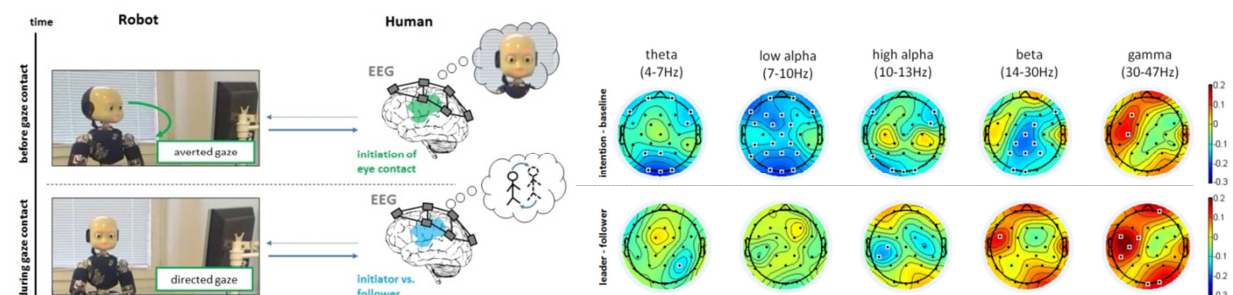 time
Robot
Human
before gaze contact
EEG
averted gaze
initiation of
eye contact
during gaze contact
EEG
directed gaze
initiator vs.
follower
theta
(4-7Hz)
low alpha
(7-10Hz)
high alpha
(10-13Hz)
beta
(14-30Hz)
gamma
(30-47Hz)
intention - baseline
0.2
0.1
0
-0.1
-0.3
leader - follower
0.2
0.1
0
-0.1
-0.3